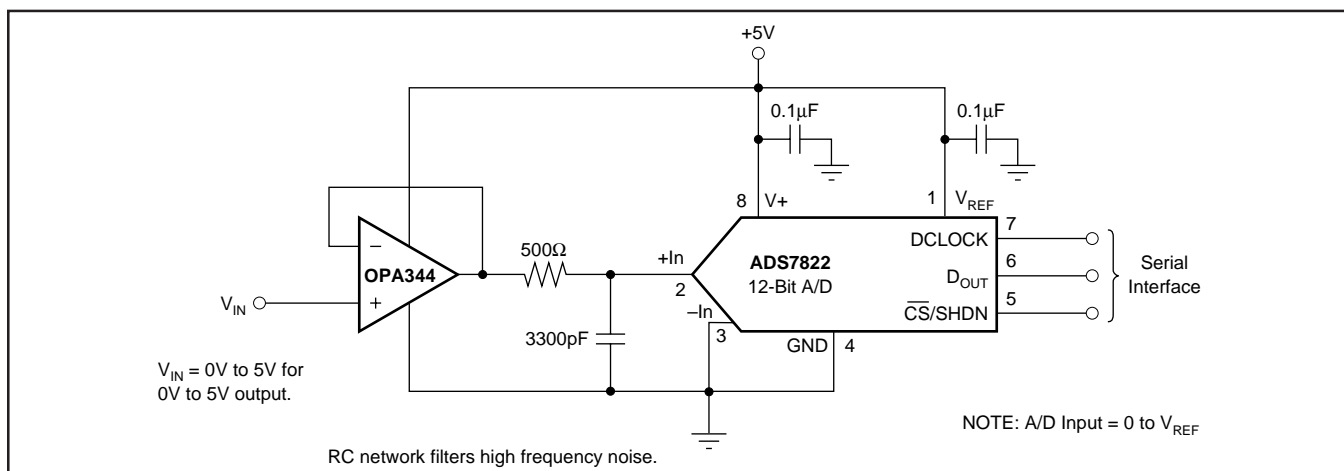 +5V
0.1µF
0.1µF
8
V+
1
V_REF
7
DCLOCK
–
OPA344
+
500Ω
+In
2
ADS7822
12-Bit A/D
6
D_OUT
Serial
Interface
5
C̅S̅/SHDN
V_IN
–In
3
3300pF
GND
4
V_IN = 0V to 5V for
0V to 5V output.
NOTE: A/D Input = 0 to V_REF
RC network filters high frequency noise.